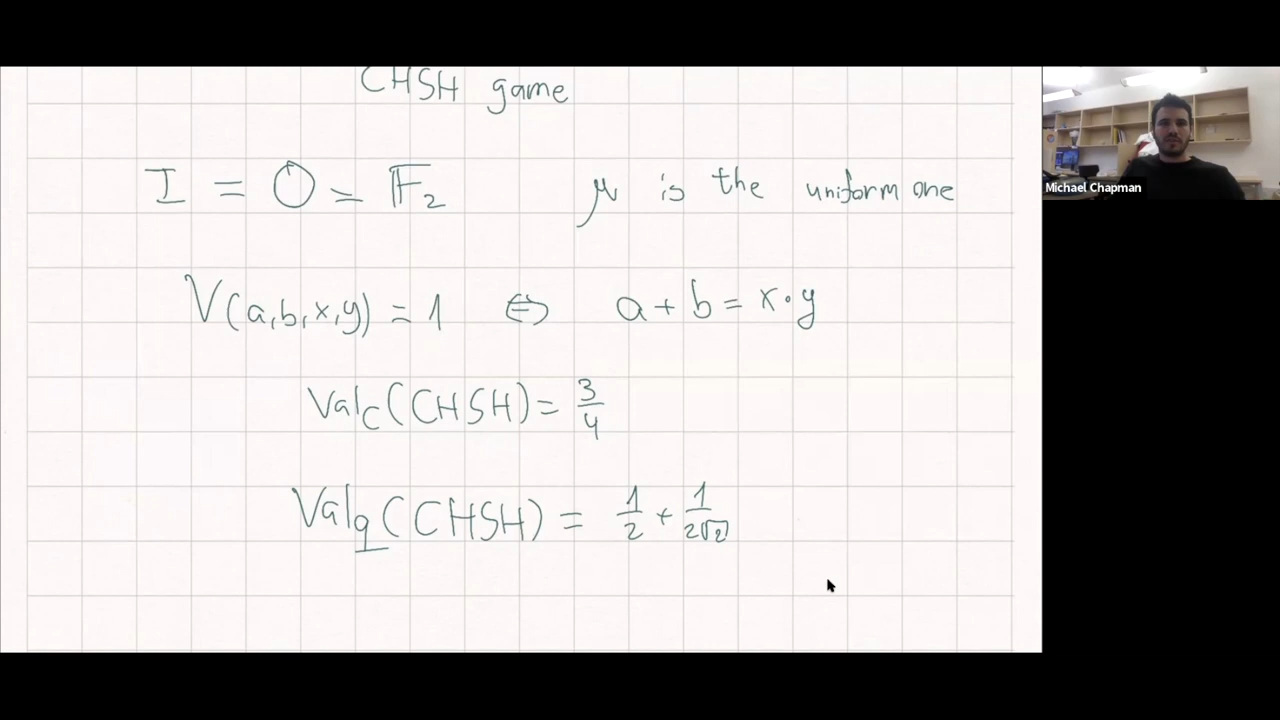 CHSH game
I = O = 𝔽₂ μ is the uniform one
V(a,b,x,y) = 1 ⇔ a + b = x·y
Val_C(CHSH) = 3/4
Val_q(CHSH) = 1/2 + 1/(2√2)
Michael Chapman